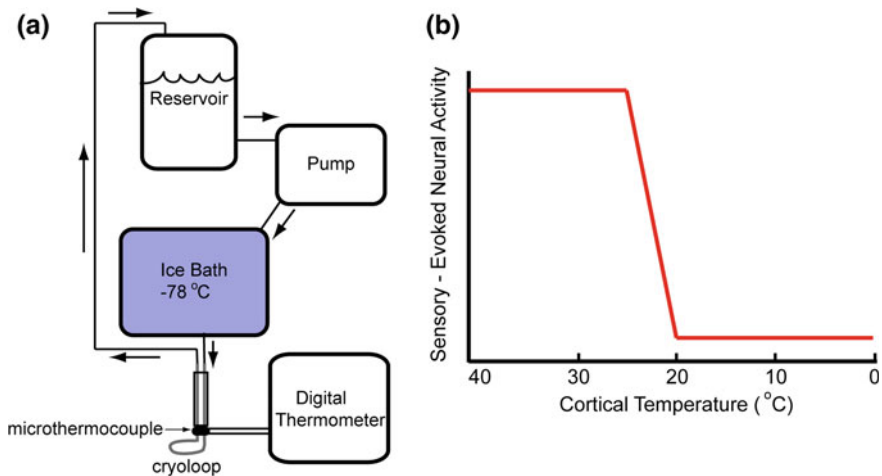 (a)
Reservoir
Pump
Ice Bath
-78 °C
Digital
Thermometer
microthermocouple
cryoloop
(b)
Sensory - Evoked Neural Activity
40 30 20 10 0
Cortical Temperature ( °C)